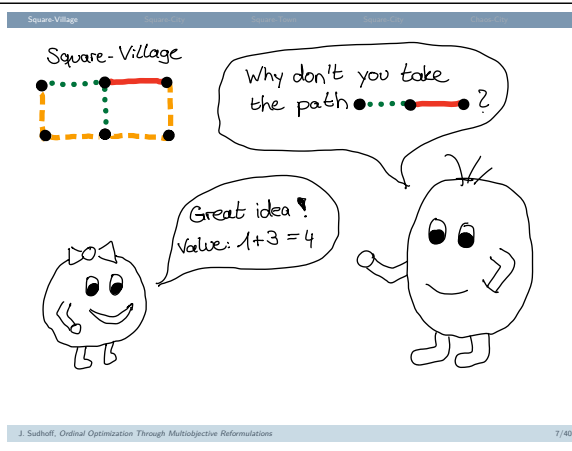 Square-Village Square-City Square-Town Square-City Chess-City
Square-Village
Why don't you take
the path ?
Great idea!
Value: 1+3=4
J. Sudhoff, Ordinal Optimization Through Multiobjective Reformulations 7/40